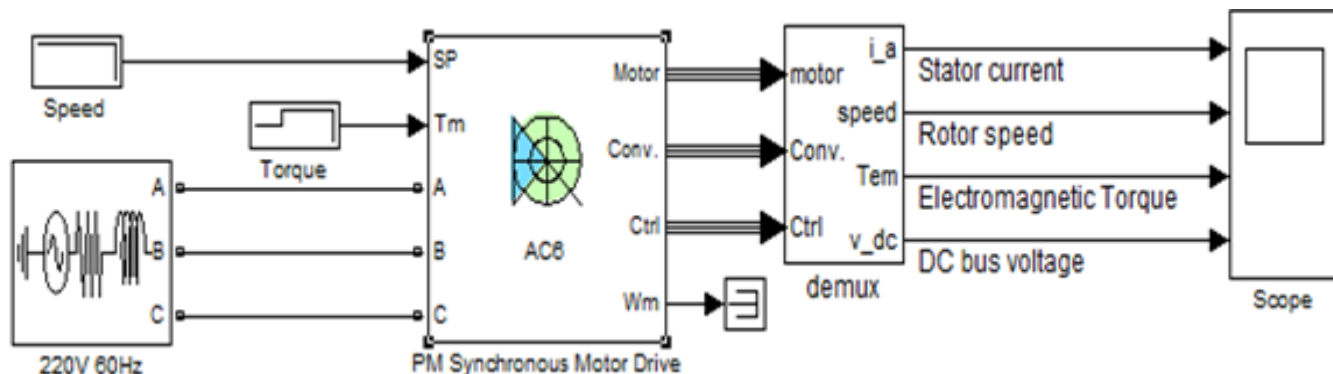 Speed
Torque
A
B
C
220V 60Hz
SP
Tm
A
B
C
AC6
Motor
Conv.
Ctrl
Wm
PM Synchronous Motor Drive
motor
Conv.
Ctrl
i_a
speed
Tem
v_dc
demux
Stator current
Rotor speed
Electromagnetic Torque
DC bus voltage
Scope